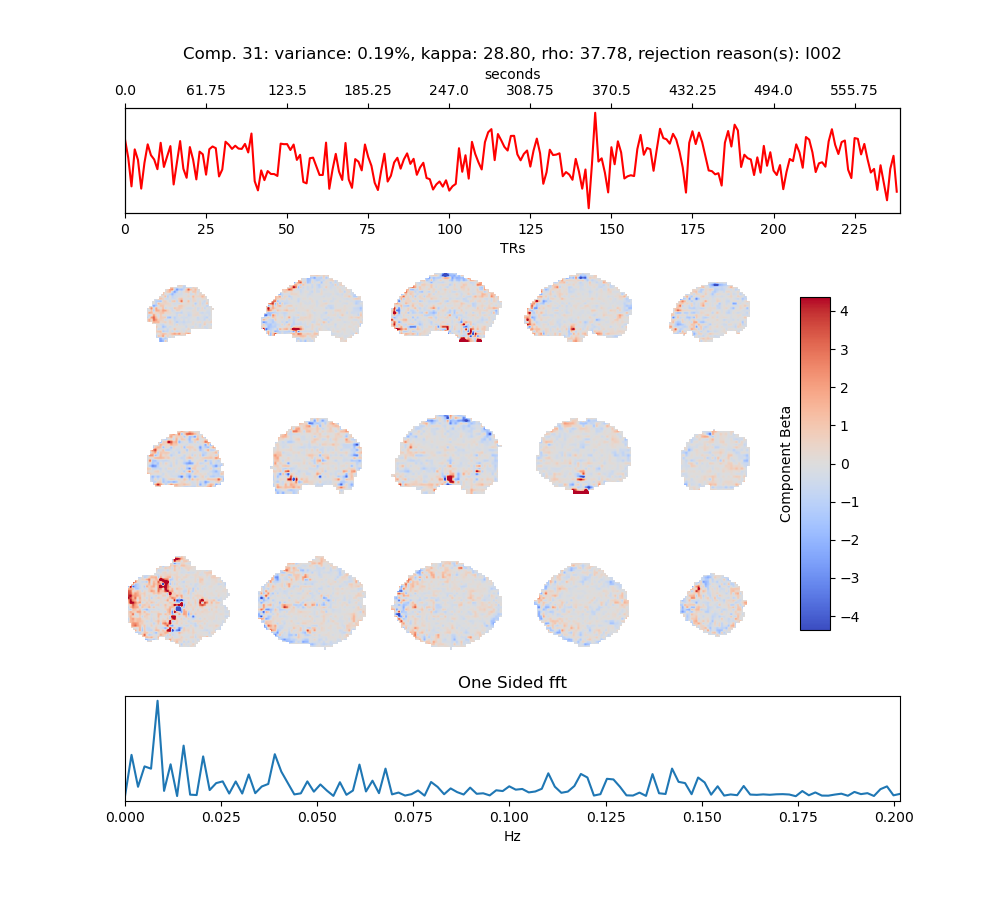 Comp. 31: variance: 0.19%, kappa: 28.80, rho: 37.78, rejection reason(s): I002
seconds
0.0 61.75 123.5 185.25 247.0 308.75 370.5 432.25 494.0 555.75
0 25 50 75 100 125 150 175 200 225
TRs
4
3
2
1
0
−1
−2
−3
−4
Component Beta
One Sided fft
0.000 0.025 0.050 0.075 0.100 0.125 0.150 0.175 0.200
Hz